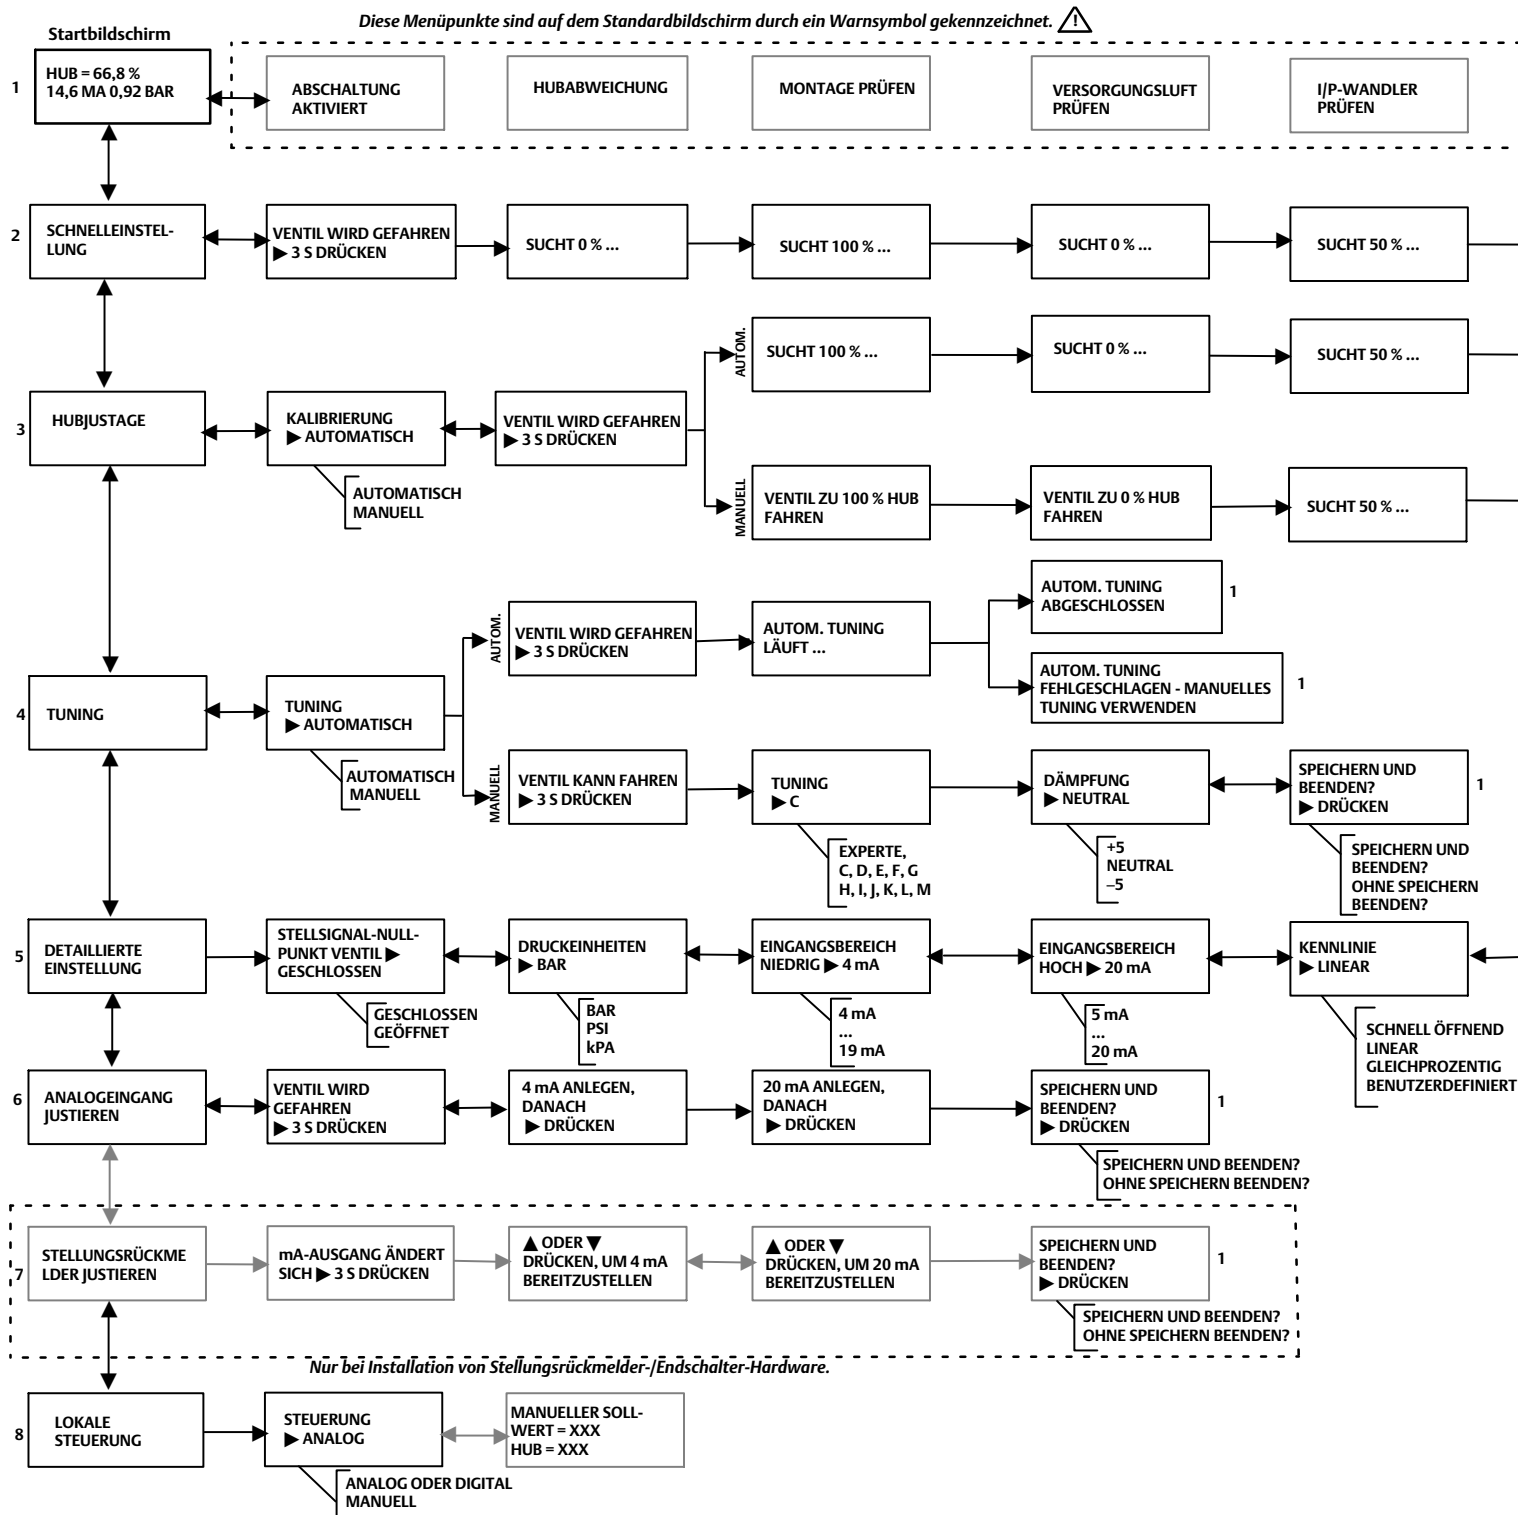 Diese Menüpunkte sind auf dem Standardbildschirm durch ein Warnsymbol gekennzeichnet.
Startbildschirm
1
HUB = 66,8 %
14,6 MA 0,92 BAR
ABSCHALTUNG
AKTIVIERT
HUBABWEICHUNG
MONTAGE PRÜFEN
VERSORGUNGSLUFT
PRÜFEN
I/P-WANDLER
PRÜFEN
2
SCHNELLEINSTEL-
LUNG
VENTIL WIRD GEFAHREN
▶ 3 S DRÜCKEN
SUCHT 0 % ...
SUCHT 100 % ...
SUCHT 0 % ...
SUCHT 50 % ...
3
HUBJUSTAGE
KALIBRIERUNG
▶ AUTOMATISCH
AUTOMATISCH
MANUELL
VENTIL WIRD GEFAHREN
▶ 3 S DRÜCKEN
AUTOM.
SUCHT 100 % ...
SUCHT 0 % ...
SUCHT 50 % ...
MANUELL
VENTIL ZU 100 % HUB
FAHREN
VENTIL ZU 0 % HUB
FAHREN
SUCHT 50 % ...
4
TUNING
TUNING
▶ AUTOMATISCH
AUTOMATISCH
MANUELL
AUTOM.
VENTIL WIRD GEFAHREN
▶ 3 S DRÜCKEN
AUTOM. TUNING
LÄUFT ...
AUTOM. TUNING
ABGESCHLOSSEN
1
AUTOM. TUNING
FEHLGESCHLAGEN - MANUELLES
TUNING VERWENDEN
1
MANUELL
VENTIL KANN FAHREN
▶ 3 S DRÜCKEN
TUNING
▶ C
EXPERTE,
C, D, E, F, G
H, I, J, K, L, M
DÄMPFUNG
▶ NEUTRAL
+5
NEUTRAL
–5
SPEICHERN UND
BEENDEN?
▶ DRÜCKEN
1
SPEICHERN UND
BEENDEN?
OHNE SPEICHERN
BEENDEN?
5
DETAILLIERTE
EINSTELLUNG
STELLSIGNAL-NULL-
PUNKT VENTIL ▶
GESCHLOSSEN
GESCHLOSSEN
GEÖFFNET
DRUCKEINHEITEN
▶ BAR
BAR
PSI
kPA
EINGANGSBEREICH
NIEDRIG ▶ 4 mA
4 mA
...
19 mA
EINGANGSBEREICH
HOCH ▶ 20 mA
5 mA
...
20 mA
KENNLINIE
▶ LINEAR
SCHNELL ÖFFNEND
LINEAR
GLEICHPROZENTIG
BENUTZERDEFINIERT
6
ANALOGEINGANG
JUSTIEREN
VENTIL WIRD
GEFAHREN
▶ 3 S DRÜCKEN
4 mA ANLEGEN,
DANACH
▶ DRÜCKEN
20 mA ANLEGEN,
DANACH
▶ DRÜCKEN
SPEICHERN UND
BEENDEN?
▶ DRÜCKEN
1
SPEICHERN UND BEENDEN?
OHNE SPEICHERN BEENDEN?
7
STELLUNGSRÜCKME
LDER JUSTIEREN
mA-AUSGANG ÄNDERT
SICH ▶ 3 S DRÜCKEN
▲ ODER ▼
DRÜCKEN, UM 4 mA
BEREITZUSTELLEN
▲ ODER ▼
DRÜCKEN, UM 20 mA
BEREITZUSTELLEN
SPEICHERN UND
BEENDEN?
▶ DRÜCKEN
1
SPEICHERN UND BEENDEN?
OHNE SPEICHERN BEENDEN?
Nur bei Installation von Stellungsrückmelder-/Endschalter-Hardware.
8
LOKALE
STEUERUNG
STEUERUNG
▶ ANALOG
ANALOG ODER DIGITAL
MANUELL
MANUELLER SOLL-
WERT = XXX
HUB = XXX